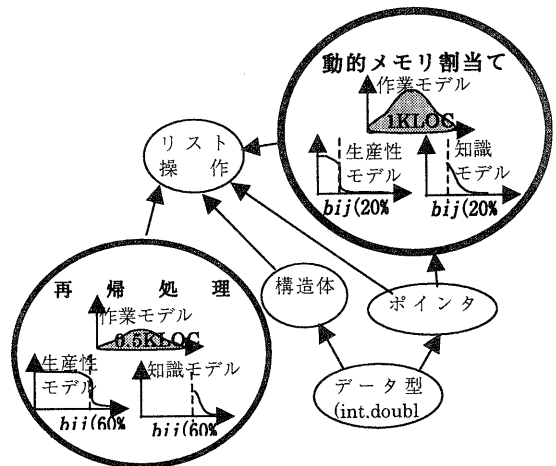 動的メモリ割当て
作業モデル
1KLOC
生産性
モデル
知識
モデル
bij(20%
bij(20%
リスト
操作
再帰処理
作業モデル
0.5KLOC
生産性
モデル
知識モデル
bij(60%
bij(60%
構造体
ポインタ
データ型
(int.doubl